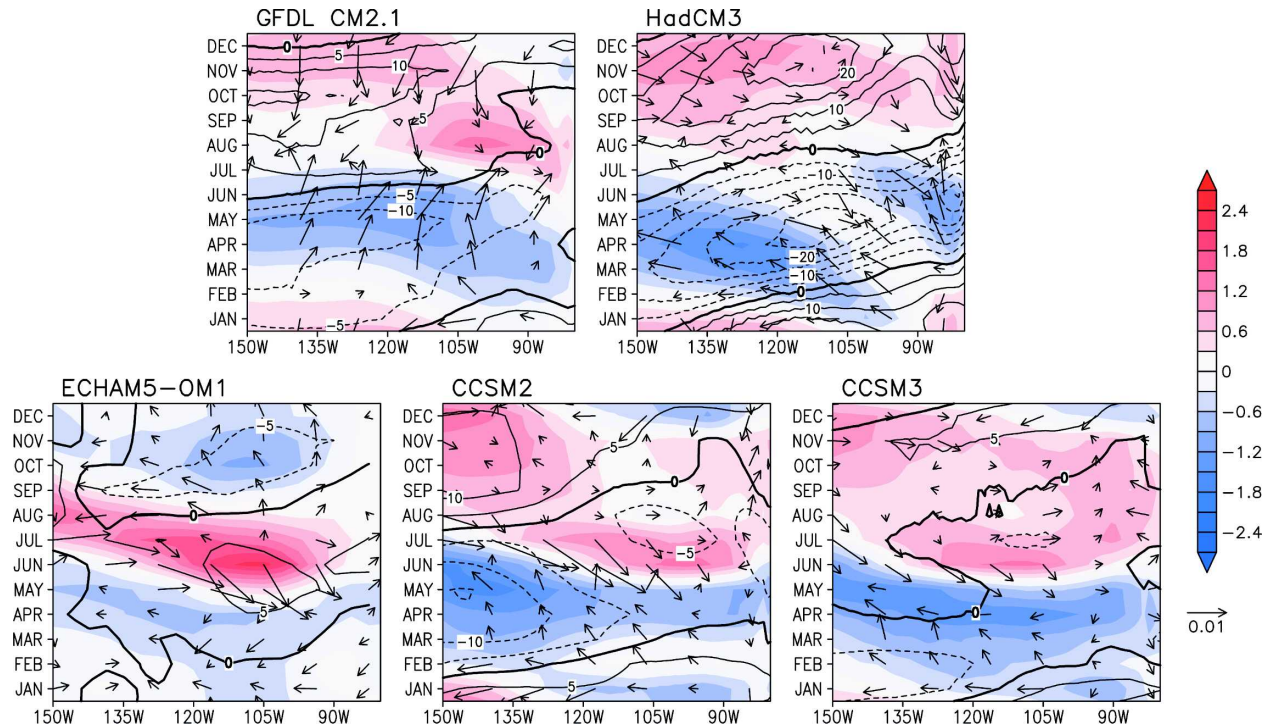 GFDL CM2.1
HadCM3
DEC
NOV
OCT
SEP
AUG
JUL
JUN
MAY
APR
MAR
FEB
JAN
0
5
10
5
0
−5
−10
−5
150W 135W 120W 105W 90W
DEC
NOV
OCT
SEP
AUG
JUL
JUN
MAY
APR
MAR
FEB
JAN
20
10
0
−10
−20
−10
0
10
150W 135W 120W 105W 90W
2.4
1.8
1.2
0.6
0
−0.6
−1.2
−1.8
−2.4
ECHAM5−OM1
CCSM2
CCSM3
DEC
NOV
OCT
SEP
AUG
JUL
JUN
MAY
APR
MAR
FEB
JAN
−5
0
5
0
150W 135W 120W 105W 90W
DEC
NOV
OCT
SEP
AUG
JUL
JUN
MAY
APR
MAR
FEB
JAN
5
0
10
−5
−10
5
150W 135W 120W 105W 90W
DEC
NOV
OCT
SEP
AUG
JUL
JUN
MAY
APR
MAR
FEB
JAN
5
0
0
150W 135W 120W 105W 90W
0.01